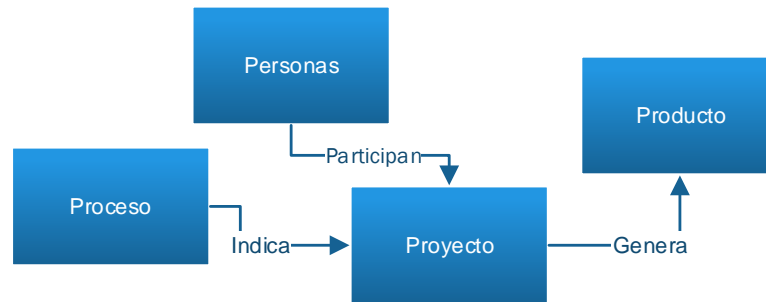 Personas
Producto
Participan
Proceso
Indica
Proyecto
Genera